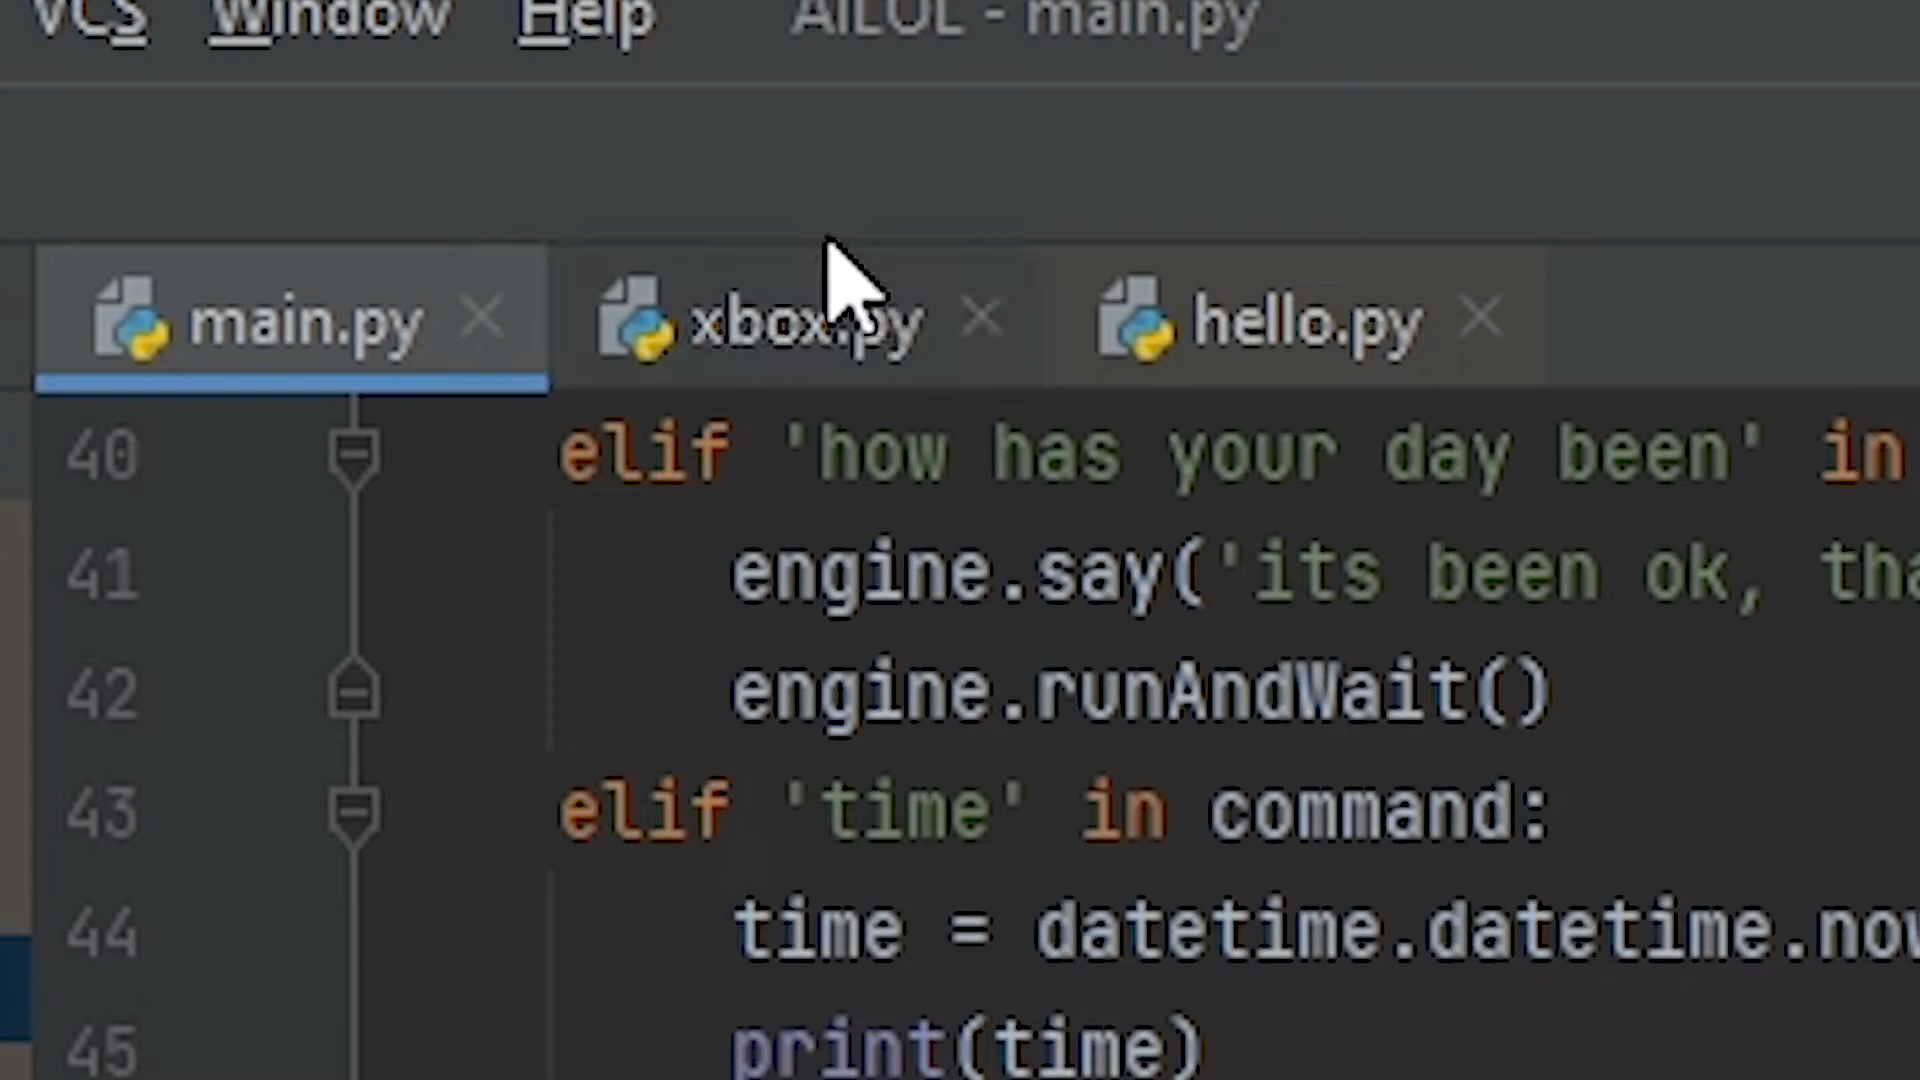 VCS Window Help AILOL - main.py
main.py xbox.py hello.py
40 elif 'how has your day been' in
41 engine.say('its been ok, tha
42 engine.runAndWait()
43 elif 'time' in command:
44 time = datetime.datetime.now
45 print(time)